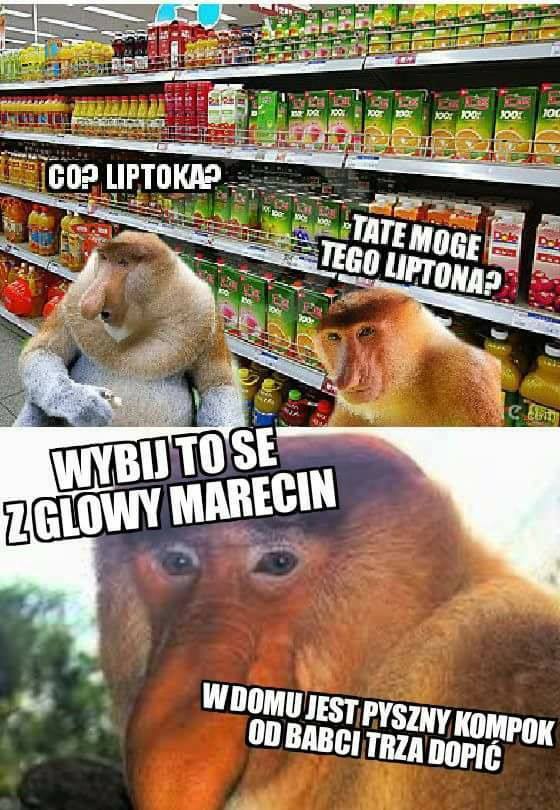 CO? LIPTOKA?
TATE MOGE
TEGO LIPTONA?
WYBIJ TO SE
Z GLOWY MARECIN
W DOMU JEST PYSZNY KOMPOK
OD BABCI TRZA DOPIĆ
100%